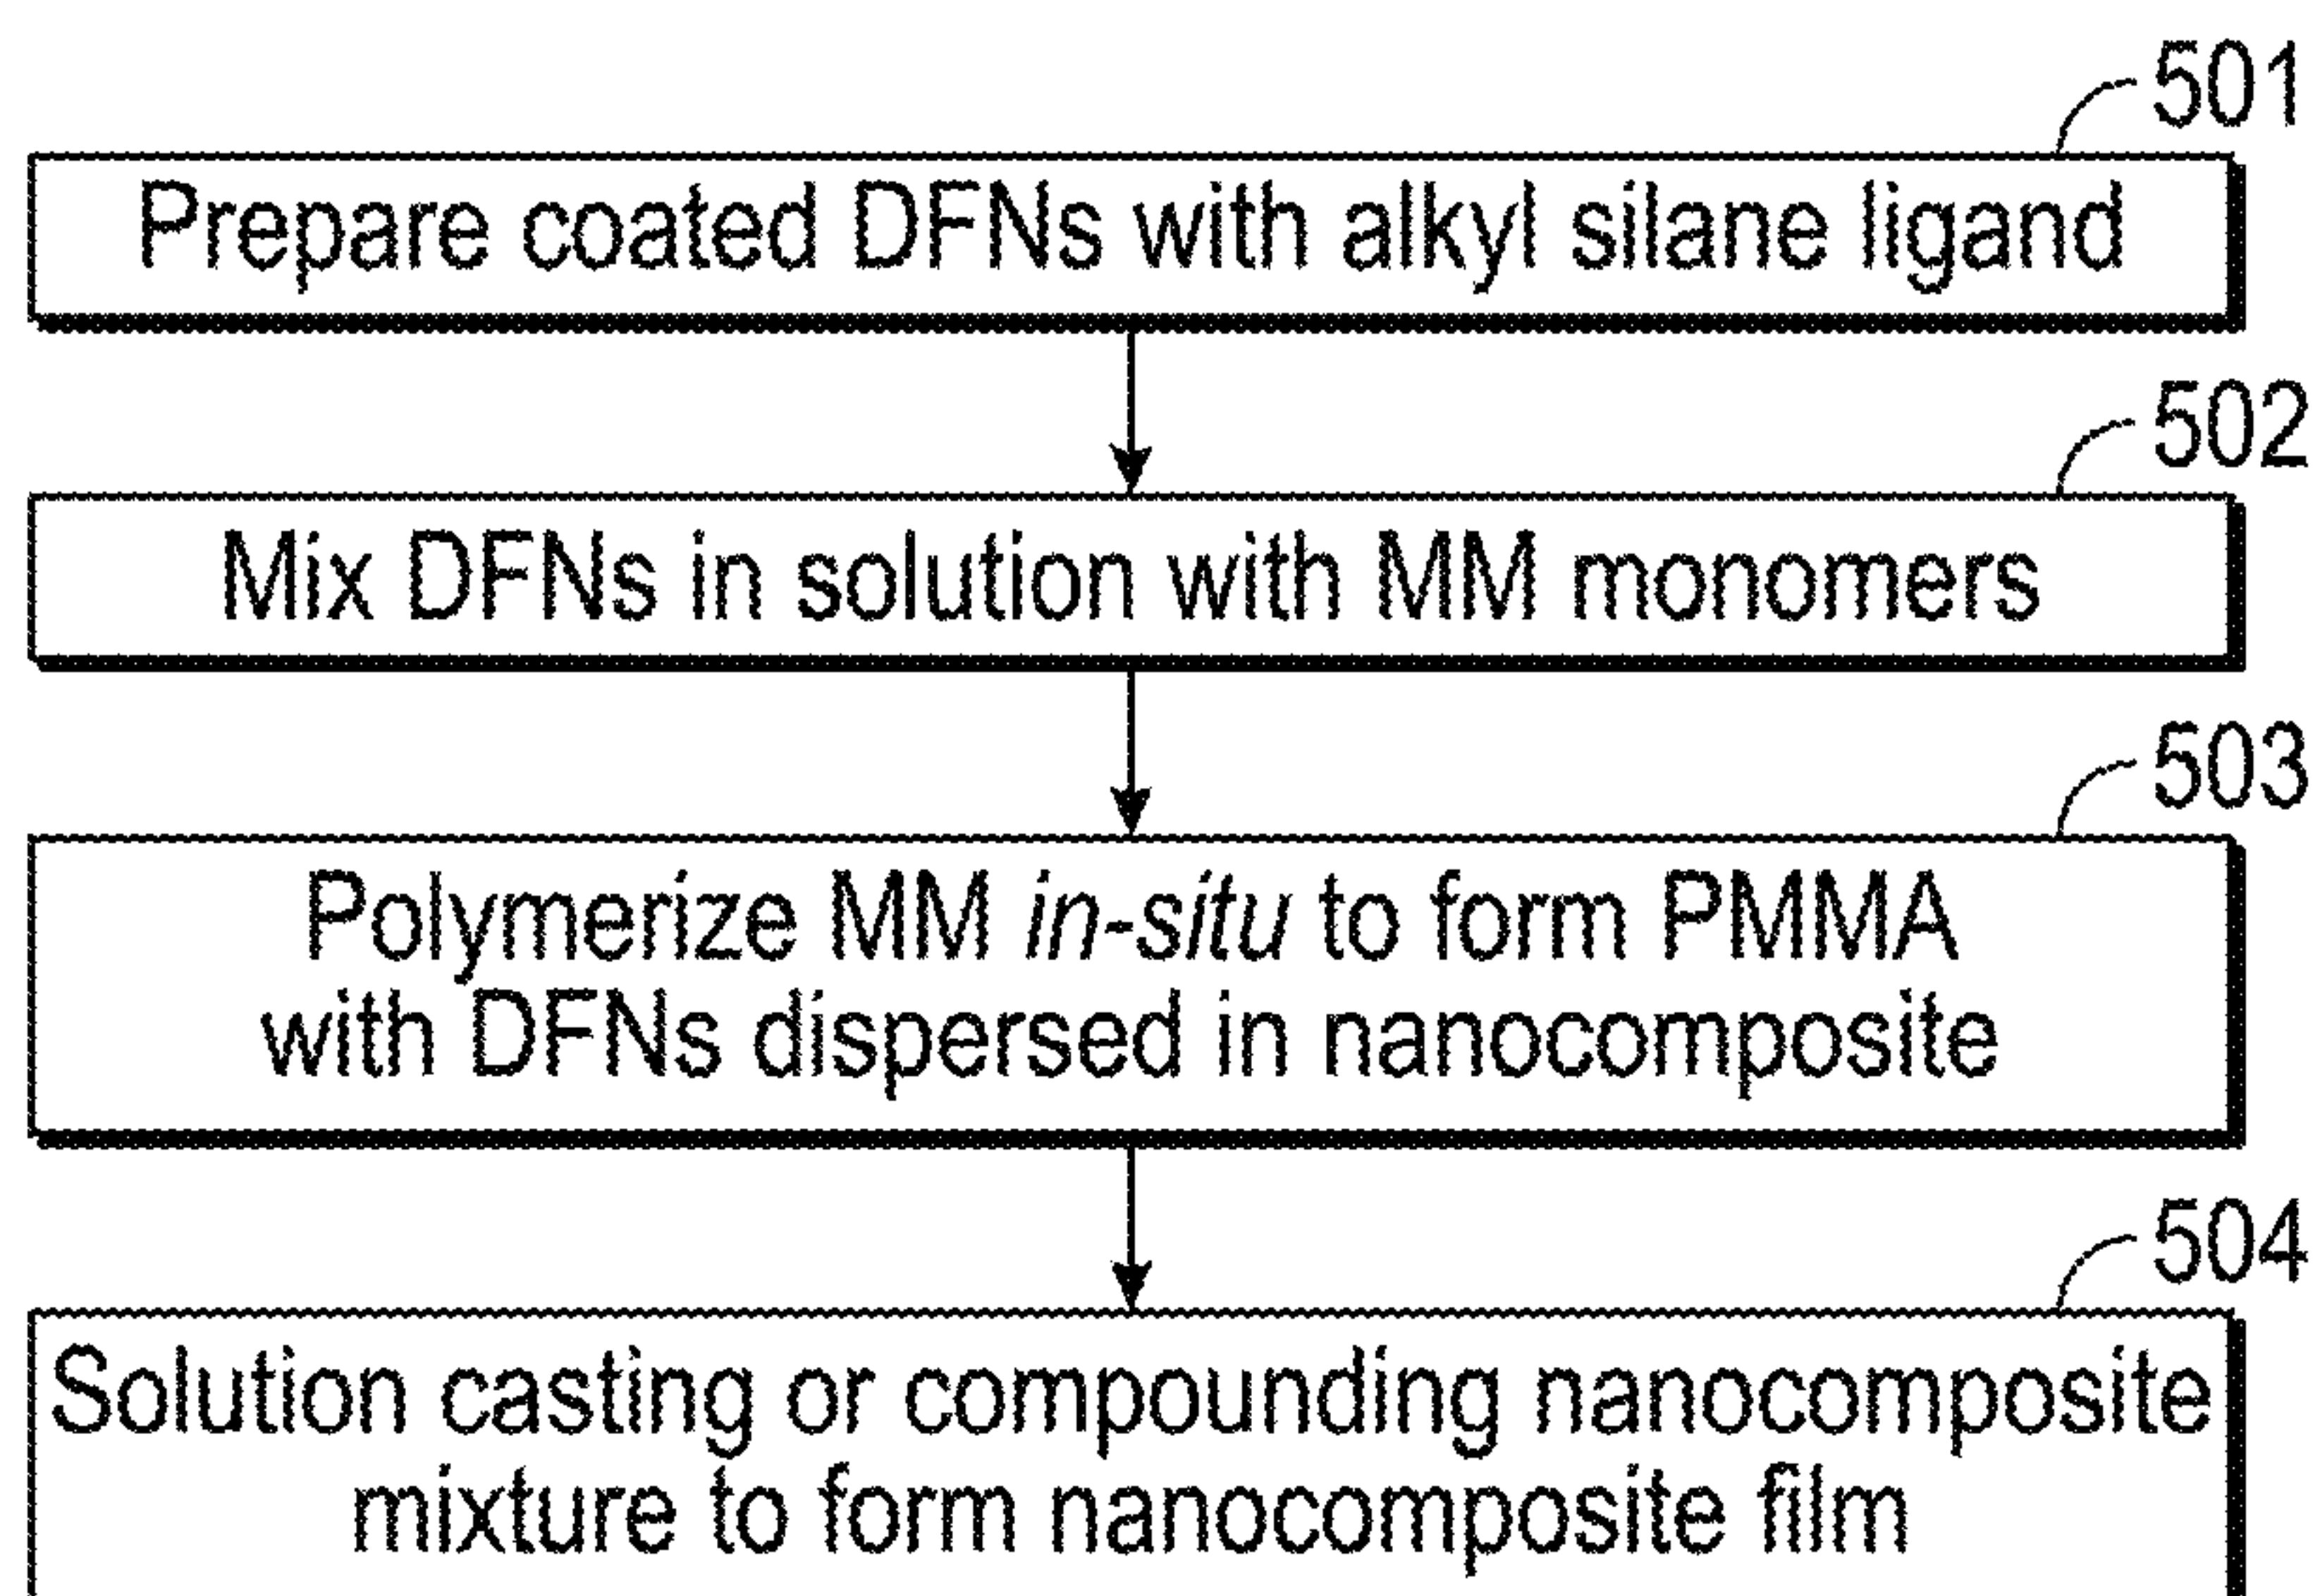 501
Prepare coated DFNs with alkyl silane ligand
502
Mix DFNs in solution with MM monomers
503
Polymerize MM in-situ to form PMMA
with DFNs dispersed in nanocomposite
504
Solution casting or compounding nanocomposite
mixture to form nanocomposite film